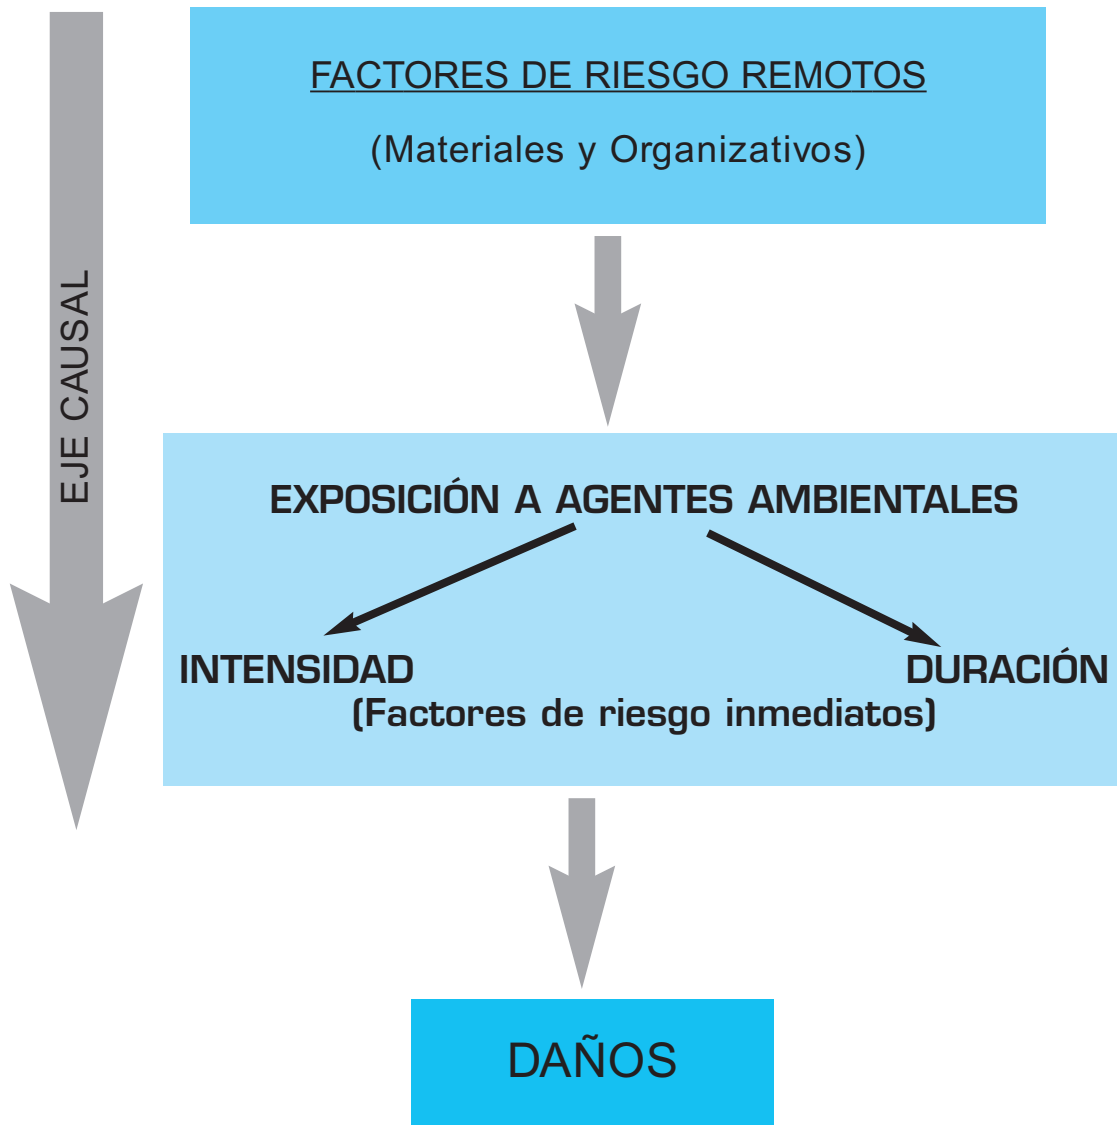 FACTORES DE RIESGO REMOTOS
(Materiales y Organizativos)
EJE CAUSAL
EXPOSICIÓN A AGENTES AMBIENTALES
INTENSIDAD
DURACIÓN
(Factores de riesgo inmediatos)
DAÑOS